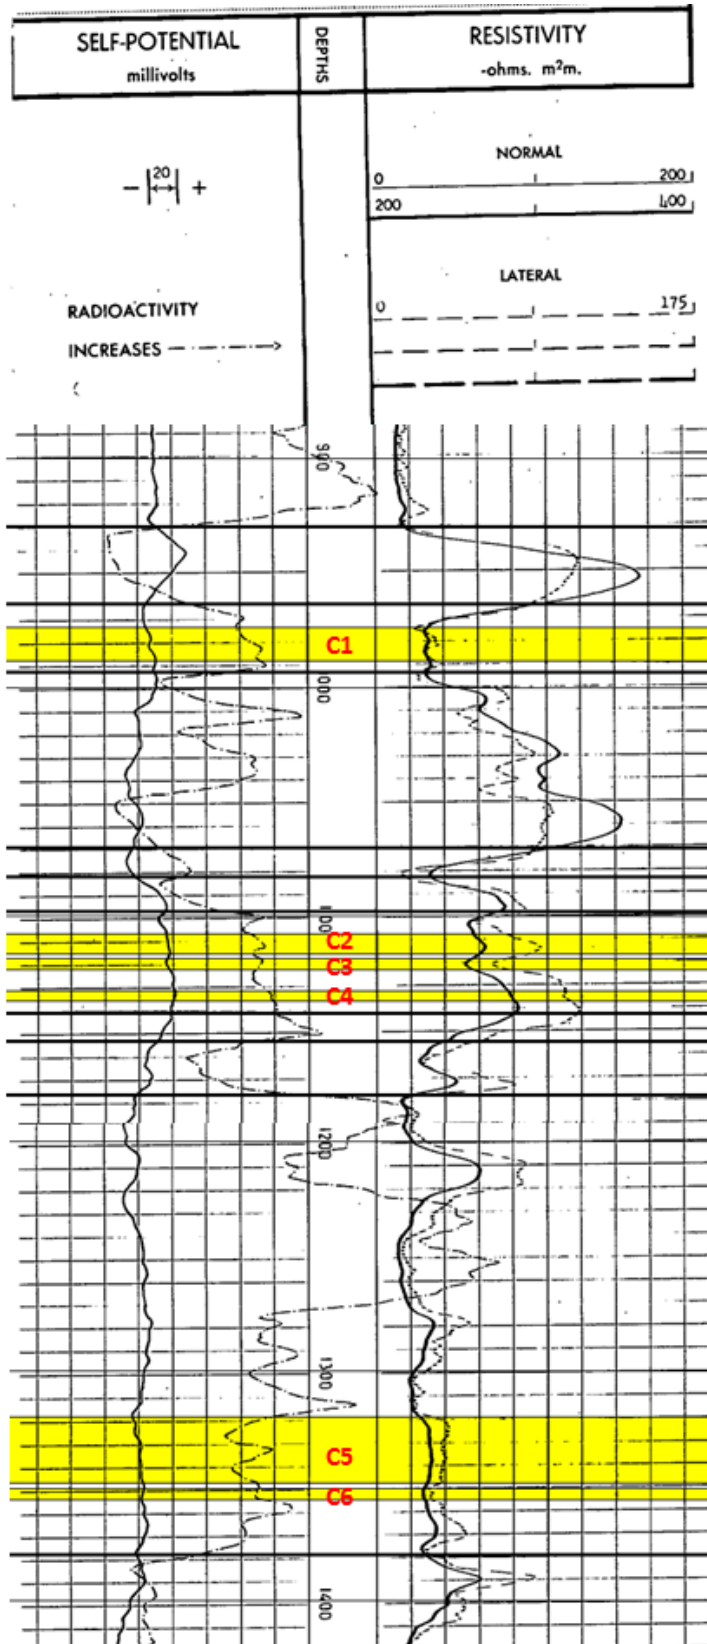 SELF-POTENTIAL
millivolts
DEPTHS
RESISTIVITY
-ohms. m²m.
- 20 +
NORMAL
0 200
200 400
LATERAL
0 175
RADIOACTIVITY
INCREASES
900
C1
000
1100
C2
C3
C4
1200
1300
C5
C6
1400